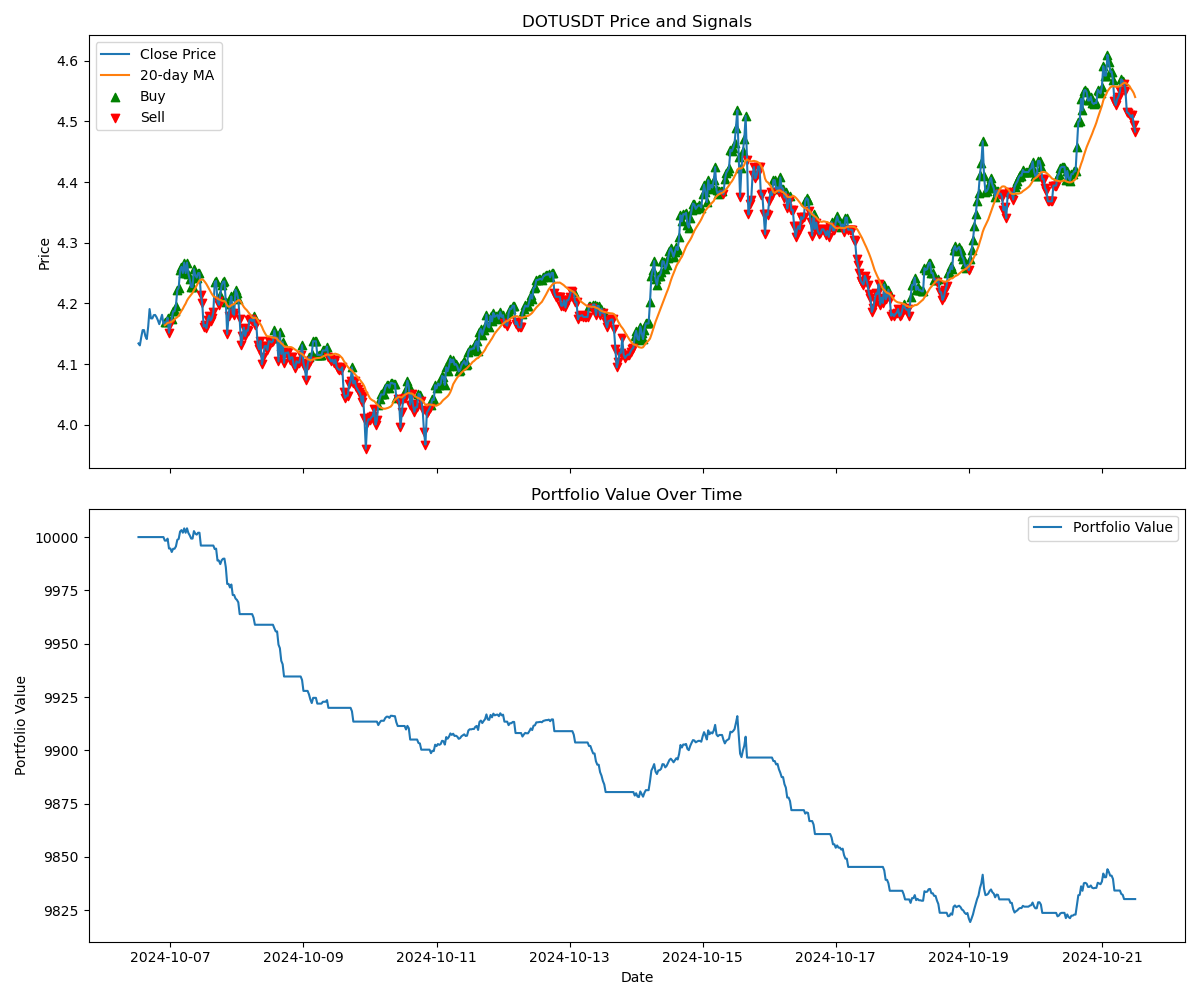 DOTUSDT Price and Signals
Close Price
20-day MA
Buy
Sell
Price
4.6
4.5
4.4
4.3
4.2
4.1
4.0
Portfolio Value Over Time
Portfolio Value
Portfolio Value
10000
9975
9950
9925
9900
9875
9850
9825
2024-10-07
2024-10-09
2024-10-11
2024-10-13
2024-10-15
2024-10-17
2024-10-19
2024-10-21
Date